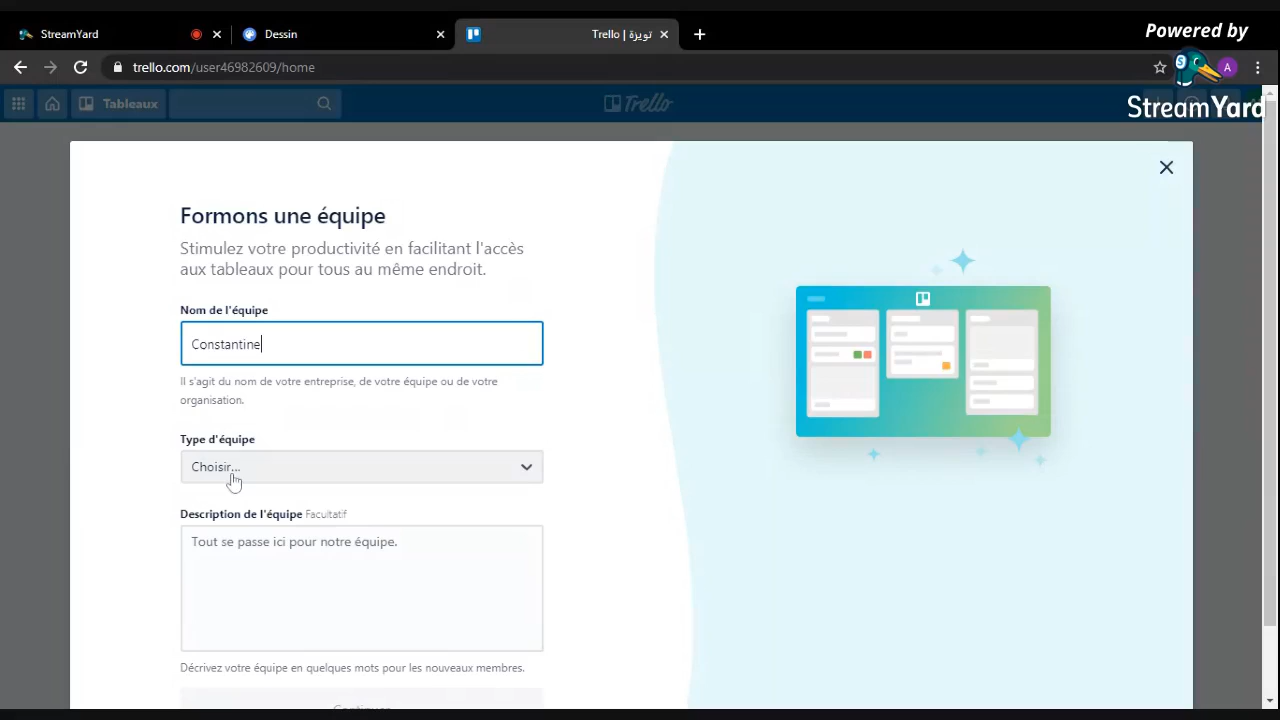 StreamYard
Dessin
Trello | تويزة
Powered by
trello.com/user46982609/home
A
StreamYard
Tableaux
Trello
Formons une équipe
Stimulez votre productivité en facilitant l'accès
aux tableaux pour tous au même endroit.
Nom de l'équipe
Constantine
Il s'agit du nom de votre entreprise, de votre équipe ou de votre
organisation.
Type d'équipe
Choisir...
Description de l'équipe Facultatif
Tout se passe ici pour notre équipe.
Décrivez votre équipe en quelques mots pour les nouveaux membres.